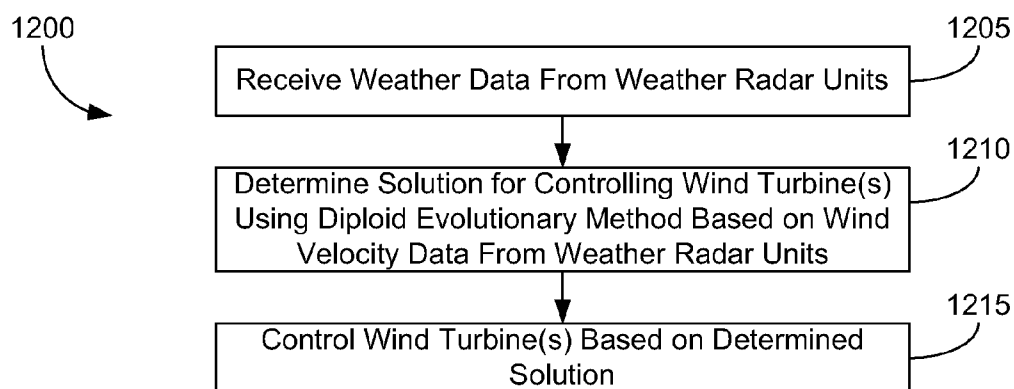 1200
1205
Receive Weather Data From Weather Radar Units
1210
Determine Solution for Controlling Wind Turbine(s)
Using Diploid Evolutionary Method Based on Wind
Velocity Data From Weather Radar Units
1215
Control Wind Turbine(s) Based on Determined
Solution